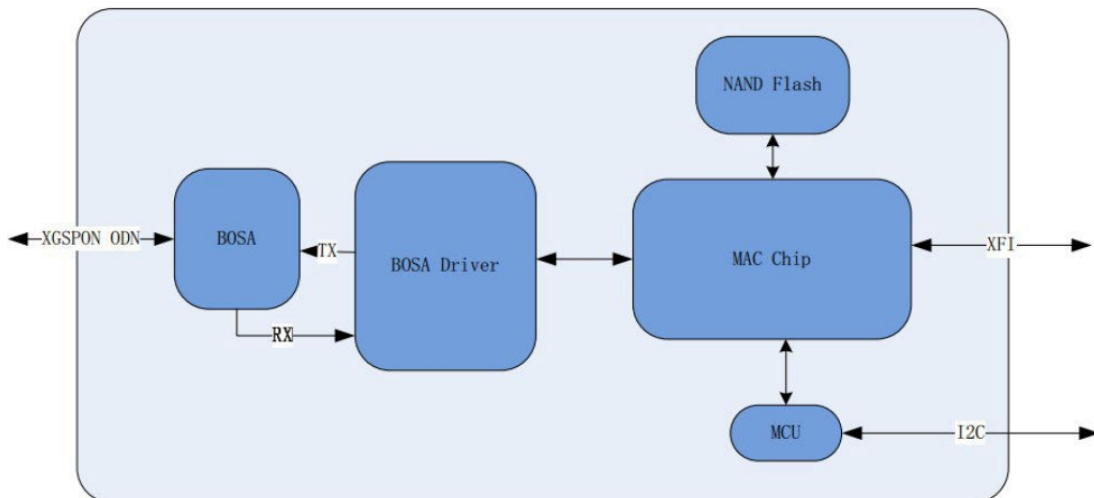 NAND Flash
XGSPON ODN
BOSA
TX
BOSA Driver
MAC Chip
XFI
RX
MCU
I2C